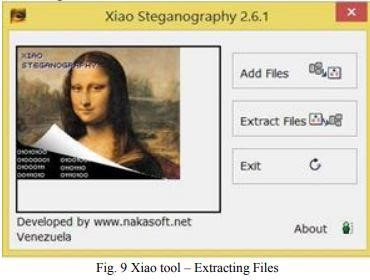 Xiao Steganography 2.6.1
XIAO
STEGANOGRAPHY
Add Files
Extract Files
Exit
Developed by www.nakasoft.net
Venezuela
About
Fig. 9 Xiao tool – Extracting Files